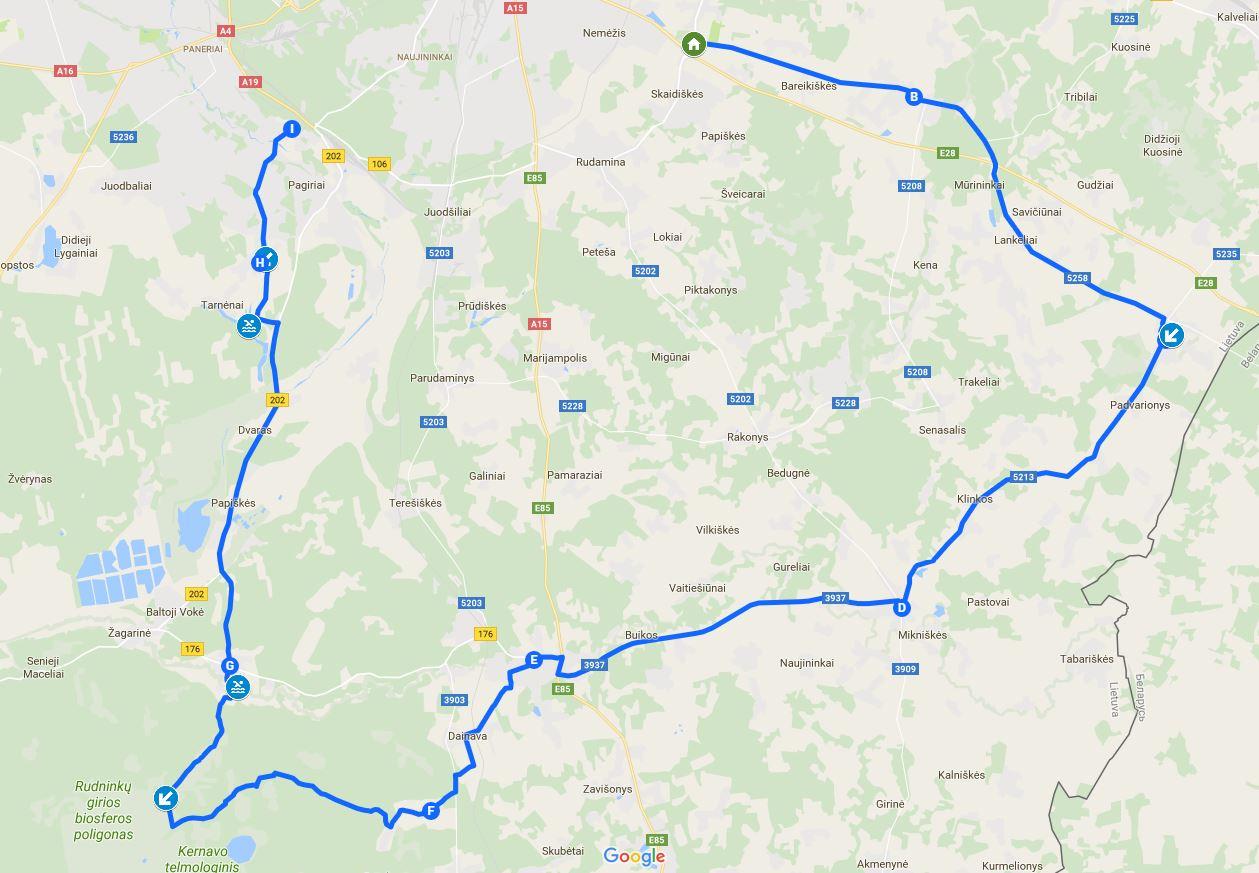 A15
5225
Kalveliai
A4
Nemėžis
Kuosinė
PANERIAI
NAUJININKAI
A16
A19
Skaidiškės
Bareikiškės
B
Tribilai
I
5236
Papiškės
Didžioji
Kuosinė
202
106
Rudamina
E28
Juodbaliai
Pagiriai
E85
5208
Mūrininkai
Gudžiai
Šveicarai
Juodšiliai
Savičiūnai
Didieji
Lygainiai
5203
Lokiai
Lankeliai
5235
opstos
H
Peteša
5202
Kena
5258
E28
Tarnėnai
Prūdiškės
Piktakonys
A15
Lietuva
Belar
Marijampolis
Migūnai
5208
Parudaminys
Trakeliai
202
5228
5202
5228
Padvarionys
Dvaras
5203
Rakonys
Senasalis
Žvėrynas
Galiniai
Pamaraziai
Bedugnė
5213
Papiškės
Terešiškės
E85
Klinkos
Vilkiškės
Gureliai
202
Vaitiešiūnai
3937
Baltoji Vokė
5203
D
Pastovai
Žagarinė
176
Buikos
Mikniškės
176
E
3937
Naujininkai
3909
Tabariškės
Senieji
Maceliai
G
E85
3903
Lietuva
Беларусь
Dainava
Kalniškės
Rudninkų
girios
biosferos
poligonas
Zavišonys
Girinė
F
E85
Kernavo
telmologinis
Skubėtai
Google
Akmenynė
Kurmelionys